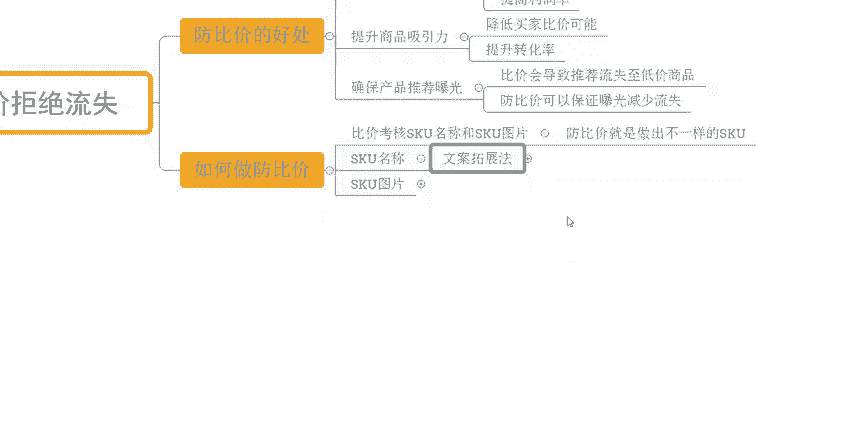 提高利润率
防比价的好处
提升商品吸引力
降低买家比价可能
提升转化率
确保产品推荐曝光
比价会导致推荐流失至低价商品
防比价可以保证曝光减少流失
价拒绝流失
如何做防比价
比价考核SKU名称和SKU图片
防比价就是做出不一样的SKU
SKU名称
文案拓展法
SKU图片